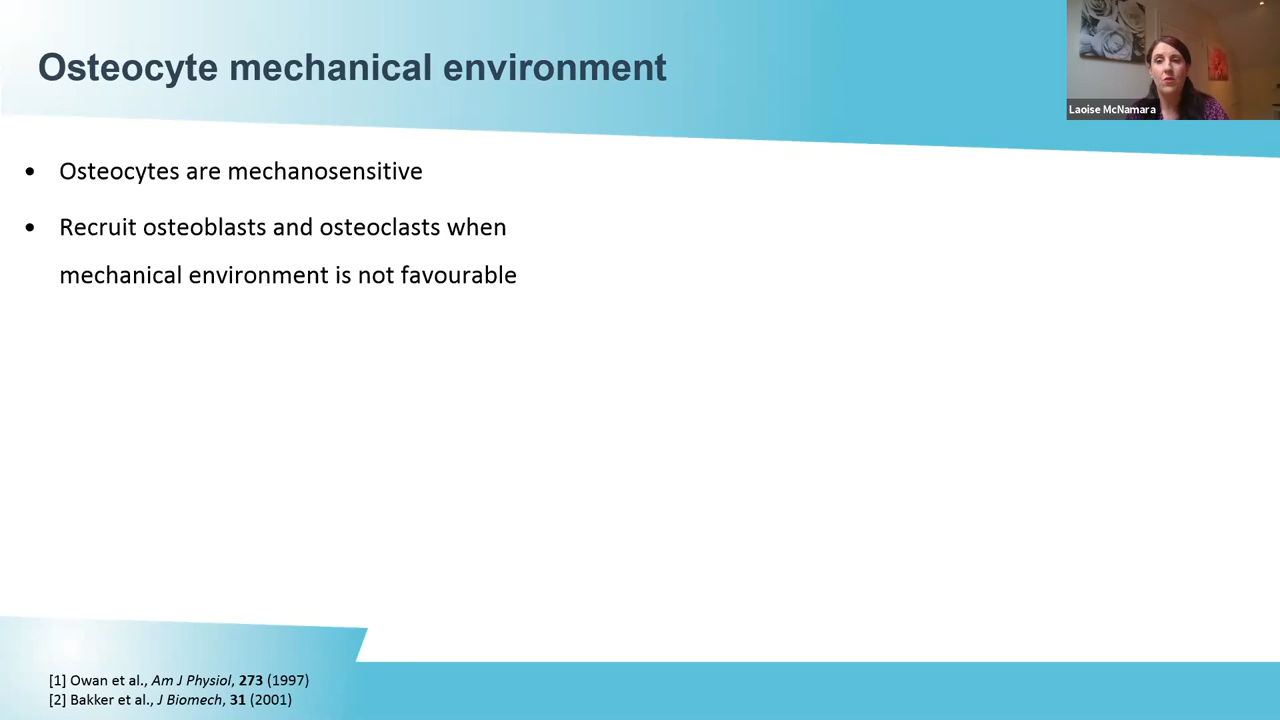 Osteocyte mechanical environment
Laoise McNamara
• Osteocytes are mechanosensitive
• Recruit osteoblasts and osteoclasts when
mechanical environment is not favourable
[1] Owan et al., Am J Physiol, 273 (1997)
[2] Bakker et al., J Biomech, 31 (2001)